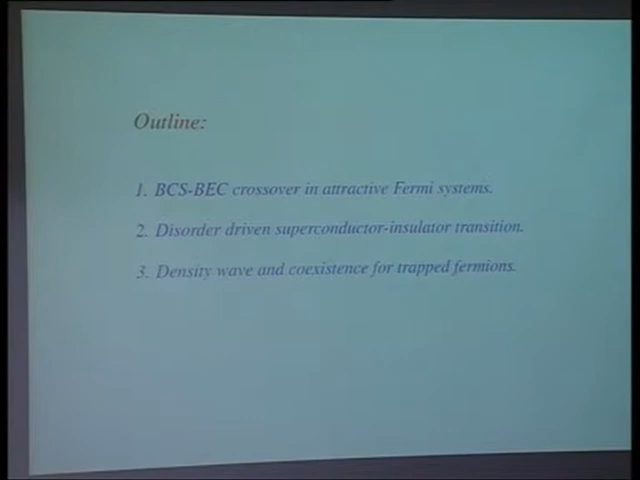 Outline:
1. BCS-BEC crossover in attractive Fermi systems.
2. Disorder driven superconductor-insulator transition.
3. Density wave and coexistence for trapped fermions.